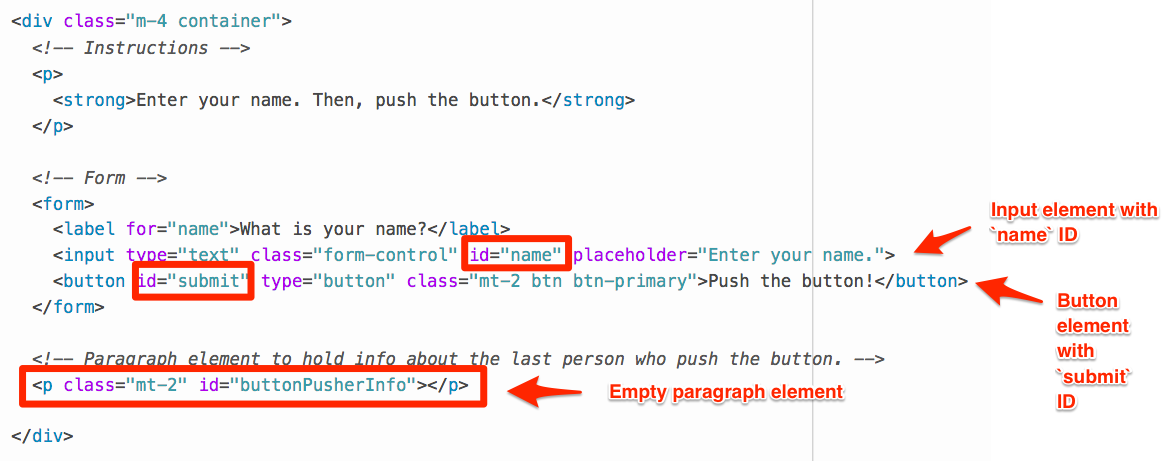 <div class="m-4 container">
<!-- Instructions -->
<p>
<strong>Enter your name. Then, push the button.</strong>
</p>
<!-- Form -->
<form>
<label for="name">What is your name?</label>
<input type="text" class="form-control" id="name" placeholder="Enter your name.">
<button id="submit" type="button" class="mt-2 btn btn-primary">Push the button!</button>
</form>
<!-- Paragraph element to hold info about the last person who push the button. -->
<p class="mt-2" id="buttonPusherInfo"></p>
</div>
Input element with
`name` ID
Button
element
with
`submit`
ID
Empty paragraph element